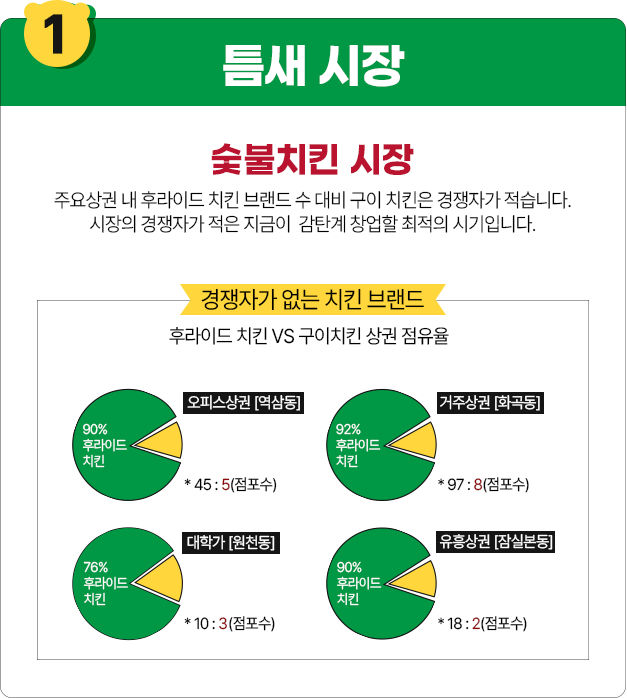 1
틈새 시장
숯불치킨 시장
주요상권 내 후라이드 치킨 브랜드 수 대비 구이 치킨은 경쟁자가 적습니다.
시장의 경쟁자가 적은 지금이 감탄계 창업할 최적의 시기입니다.
경쟁자가 없는 치킨 브랜드
후라이드 치킨 VS 구이치킨 상권 점유율
오피스상권 [역삼동]
90%
후라이드
치킨
* 45 : 5(점포수)
거주상권 [화곡동]
92%
후라이드
치킨
* 97 : 8(점포수)
대학가 [원천동]
76%
후라이드
치킨
* 10 : 3(점포수)
유흥상권 [잠실본동]
90%
후라이드
치킨
* 18 : 2(점포수)